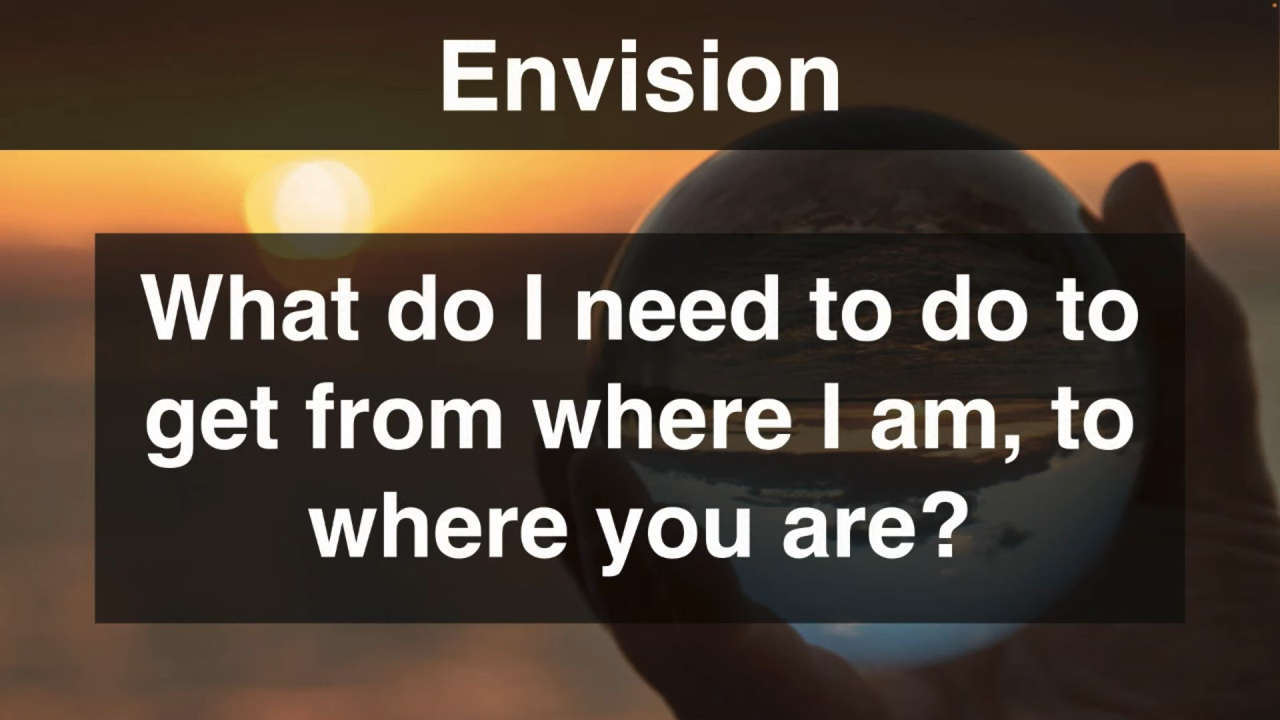 Envision
What do I need to do to
get from where I am, to
where you are?